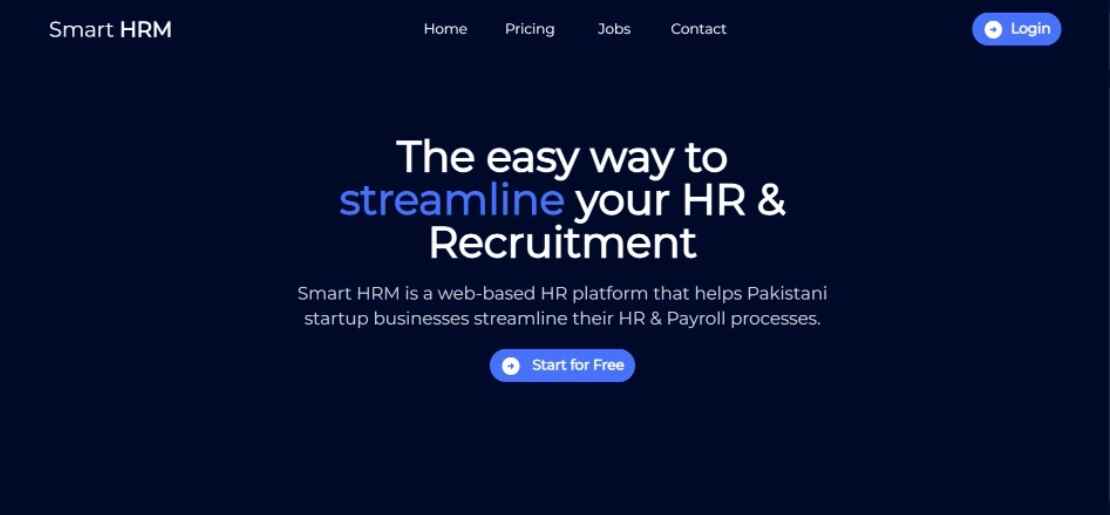 Smart HRM
Home Pricing Jobs Contact
Login
The easy way to
streamline your HR &
Recruitment
Smart HRM is a web-based HR platform that helps Pakistani
startup businesses streamline their HR & Payroll processes.
Start for Free